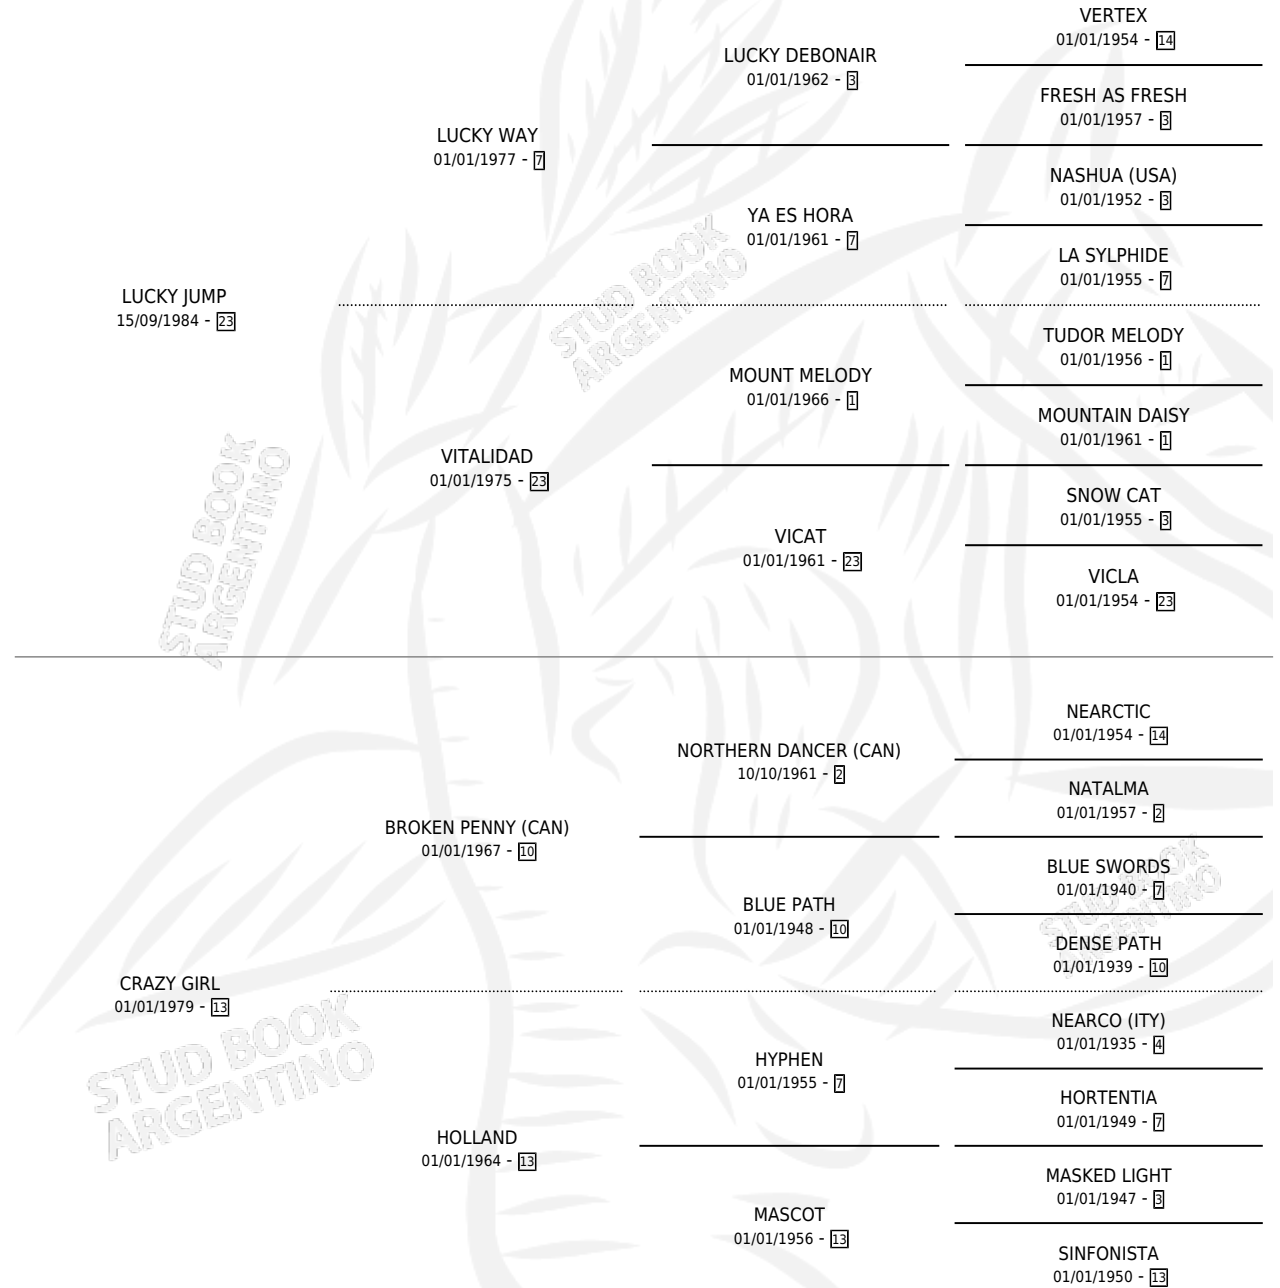 VERTEX
01/01/1954 - 14
LUCKY DEBONAIR
01/01/1962 - 3
FRESH AS FRESH
01/01/1957 - 3
LUCKY WAY
01/01/1977 - 7
NASHUA (USA)
01/01/1952 - 3
YA ES HORA
01/01/1961 - 7
LA SYLPHIDE
01/01/1955 - 7
LUCKY JUMP
15/09/1984 - 23
TUDOR MELODY
01/01/1956 - 1
MOUNT MELODY
01/01/1966 - 1
MOUNTAIN DAISY
01/01/1961 - 1
VITALIDAD
01/01/1975 - 23
SNOW CAT
01/01/1955 - 3
VICAT
01/01/1961 - 23
VICLA
01/01/1954 - 23
STUD BOOK
ARGENTINO
STUD BOOK
ARGENTINO
NEARCTIC
01/01/1954 - 14
NORTHERN DANCER (CAN)
10/10/1961 - 2
NATALMA
01/01/1957 - 2
BROKEN PENNY (CAN)
01/01/1967 - 10
BLUE SWORDS
01/01/1940 - 7
BLUE PATH
01/01/1948 - 10
DENSE PATH
01/01/1939 - 10
CRAZY GIRL
01/01/1979 - 13
NEARCO (ITY)
01/01/1935 - 4
HYPHEN
01/01/1955 - 7
HORTENTIA
01/01/1949 - 7
HOLLAND
01/01/1964 - 13
MASKED LIGHT
01/01/1947 - 3
MASCOT
01/01/1956 - 13
SINFONISTA
01/01/1950 - 13
STUD BOOK
ARGENTINO
STUD BOOK
ARGENTINO